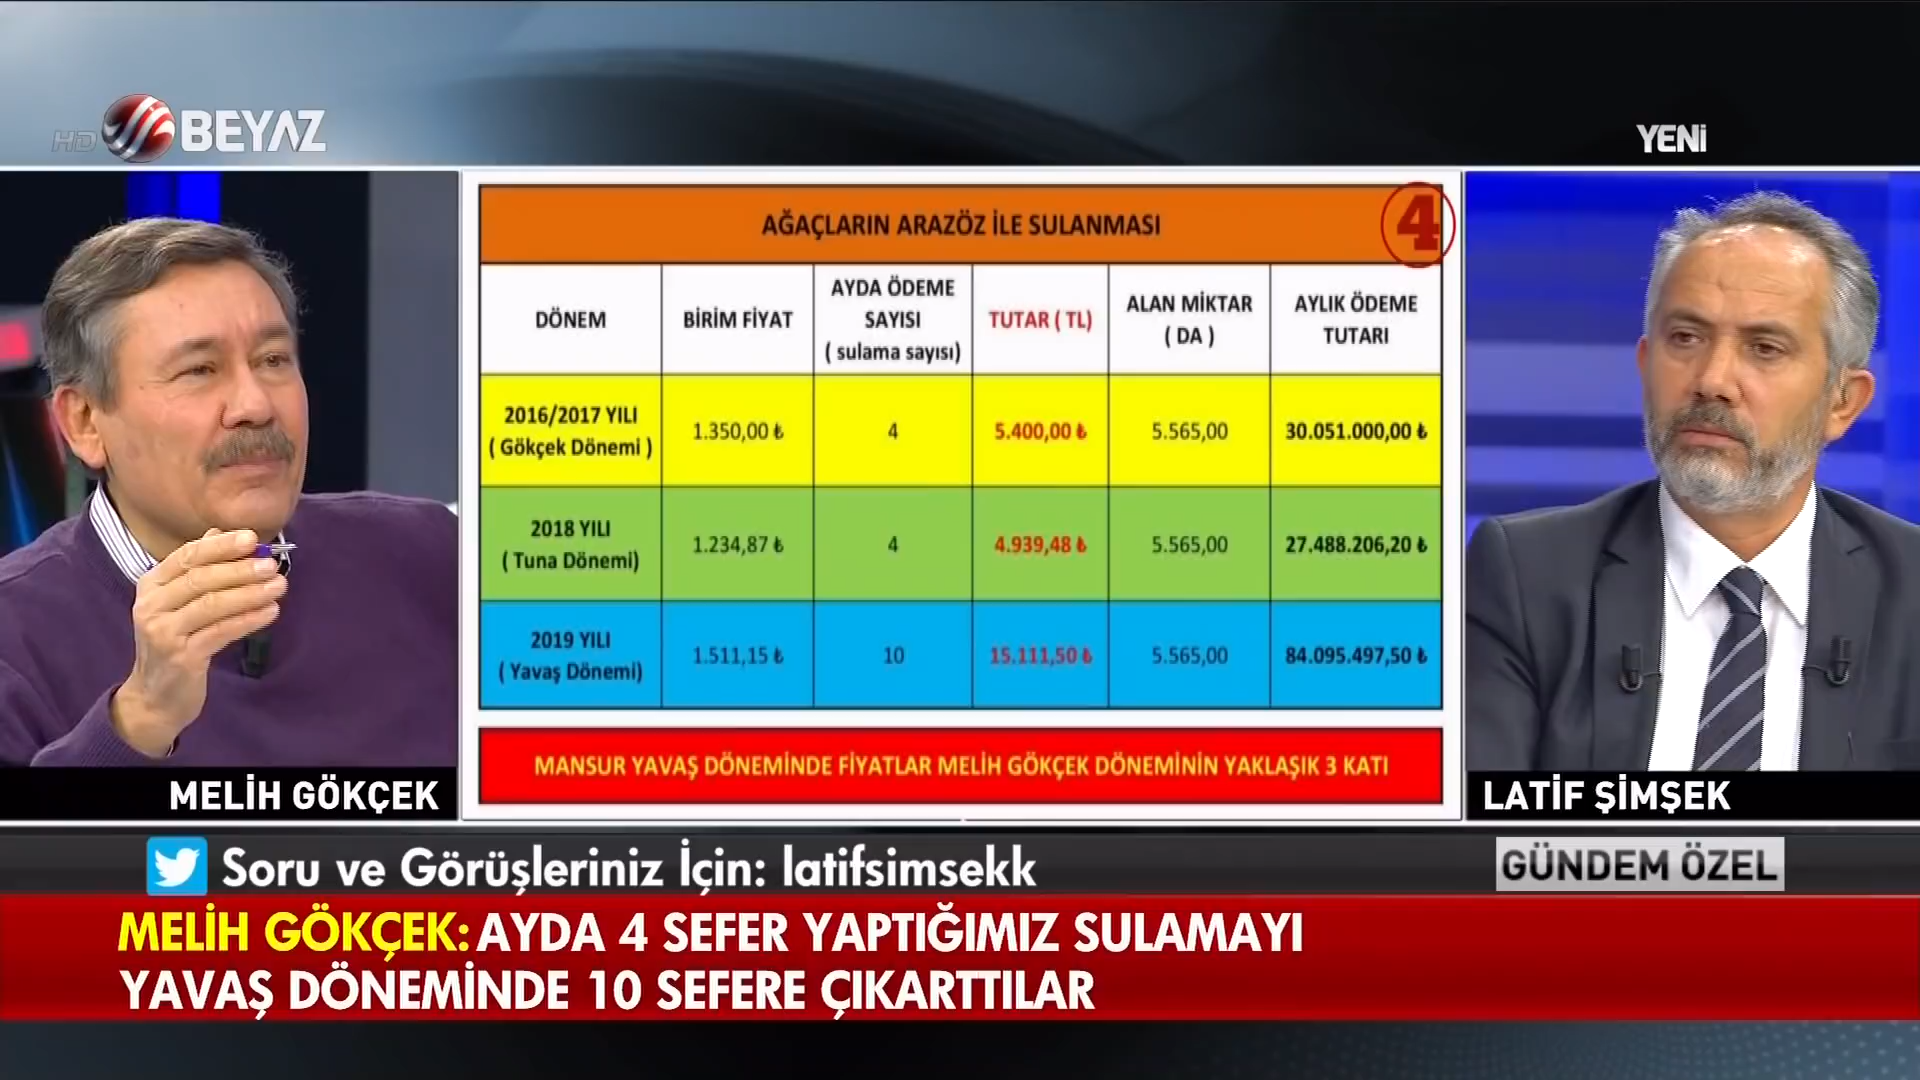 HD BEYAZ
YENİ
AĞAÇLARIN ARAZÖZ İLE SULANMASI
4
DÖNEM
BİRİM FİYAT
AYDA ÖDEME
SAYISI
( sulama sayısı)
TUTAR ( TL)
ALAN MİKTAR
( DA )
AYLIK ÖDEME
TUTARI
2016/2017 YILI
( Gökçek Dönemi )
1.350,00 ₺
4
5.400,00 ₺
5.565,00
30.051.000,00 ₺
2018 YILI
( Tuna Dönemi)
1.234,87 ₺
4
4.939,48 ₺
5.565,00
27.488.206,20 ₺
2019 YILI
( Yavaş Dönemi)
1.511,15 ₺
10
15.111,50 ₺
5.565,00
84.095.497,50 ₺
MANSUR YAVAŞ DÖNEMİNDE FİYATLAR MELİH GÖKÇEK DÖNEMİNİN YAKLAŞIK 3 KATI
MELİH GÖKÇEK
LATİF ŞİMŞEK
Soru ve Görüşleriniz İçin: latifsimsekk
GÜNDEM ÖZEL
MELİH GÖKÇEK: AYDA 4 SEFER YAPTIĞIMIZ SULAMAYI
YAVAŞ DÖNEMİNDE 10 SEFERE ÇIKARTTILAR